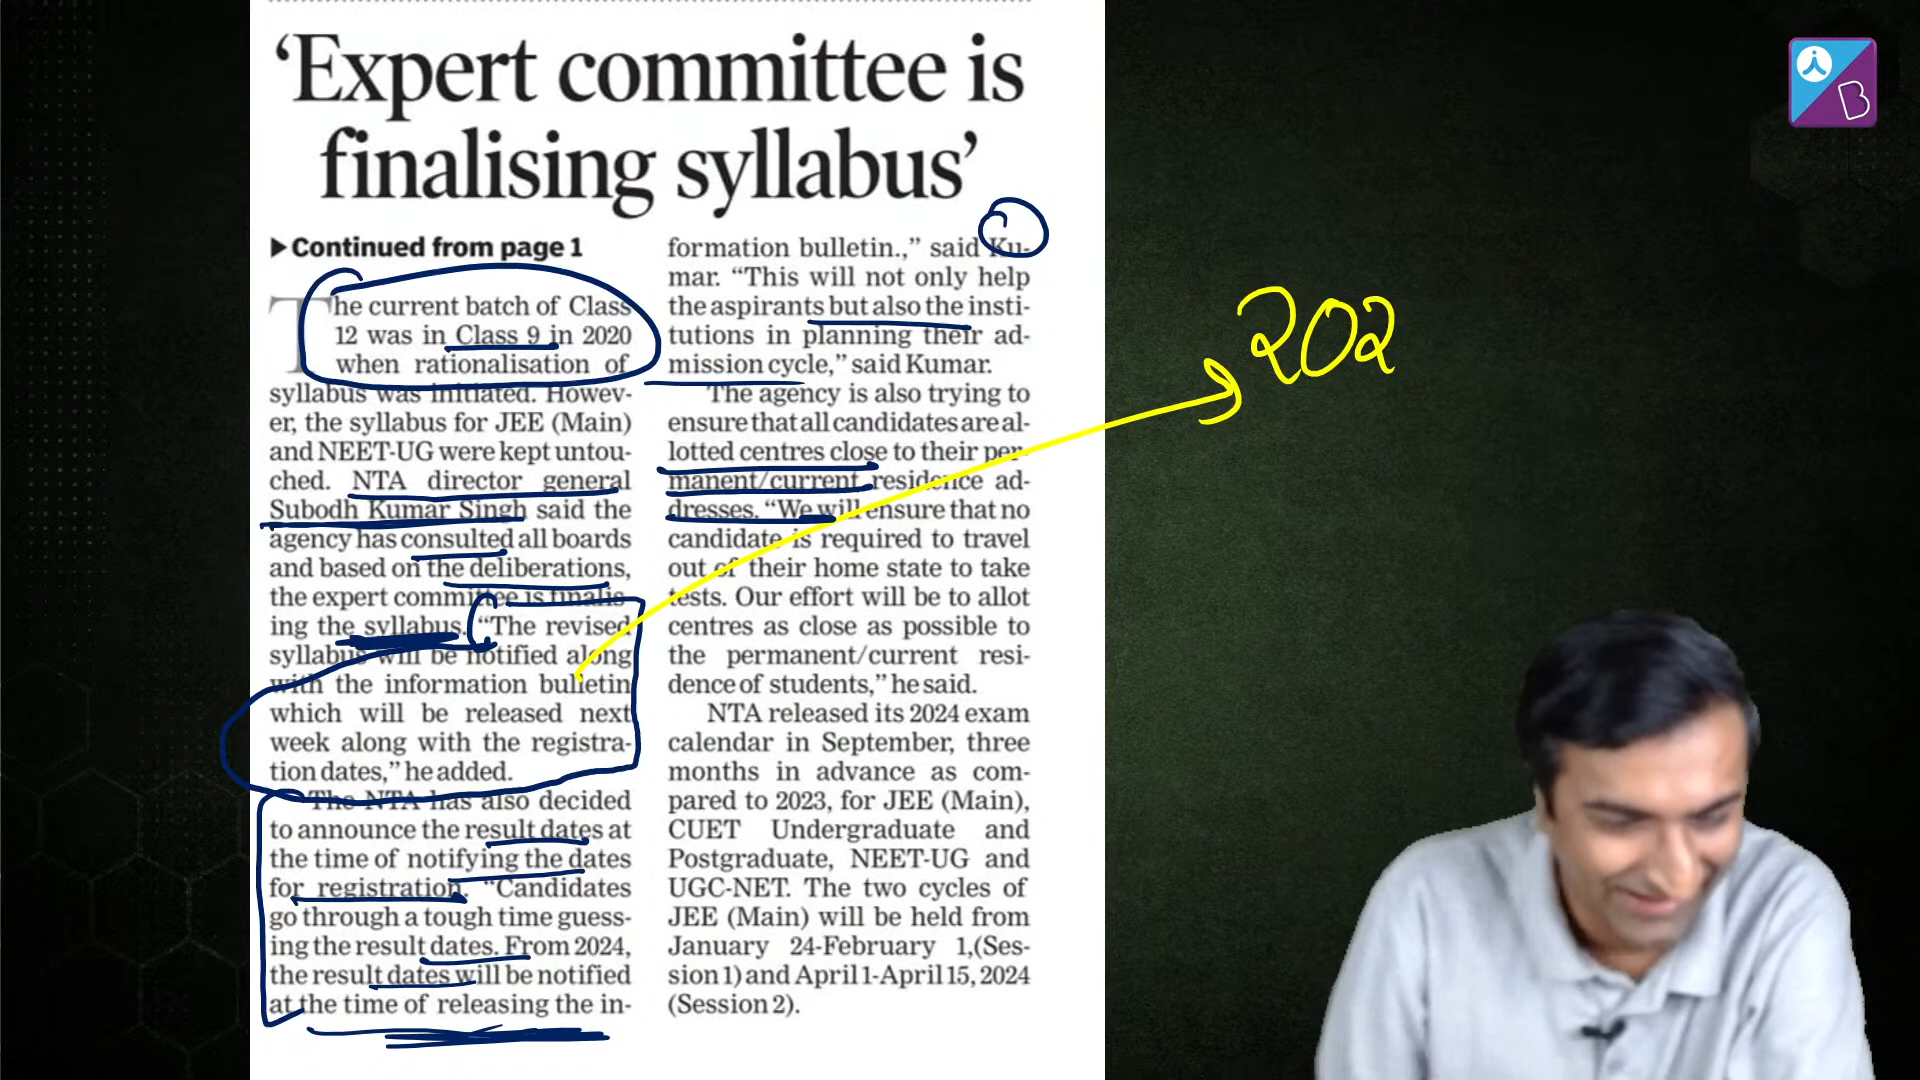 ‘Expert committee is
finalising syllabus’
▶Continued from page 1
The current batch of Class
12 was in Class 9 in 2020
when rationalisation of
syllabus was initiated. Howev-
er, the syllabus for JEE (Main)
and NEET-UG were kept untou-
ched. NTA director general
Subodh Kumar Singh said the
agency has consulted all boards
and based on the deliberations,
the expert committee is finalis-
ing the syllabus. “The revised
syllabus will be notified along
with the information bulletin
which will be released next
week along with the registra-
tion dates,” he added.
The NTA has also decided
to announce the result dates at
the time of notifying the dates
for registration. “Candidates
go through a tough time guess-
ing the result dates. From 2024,
the result dates will be notified
at the time of releasing the in-
formation bulletin.,” said Ku-
mar. “This will not only help
the aspirants but also the insti-
tutions in planning their ad-
mission cycle,” said Kumar.
The agency is also trying to
ensure that all candidates are al-
lotted centres close to their per-
manent/current residence ad-
dresses. “We will ensure that no
candidate is required to travel
out of their home state to take
tests. Our effort will be to allot
centres as close as possible to
the permanent/current resi-
dence of students,” he said.
NTA released its 2024 exam
calendar in September, three
months in advance as com-
pared to 2023, for JEE (Main),
CUET Undergraduate and
Postgraduate, NEET-UG and
UGC-NET. The two cycles of
JEE (Main) will be held from
January 24-February 1,(Ses-
sion 1) and April 1-April 15, 2024
(Session 2).
202
B